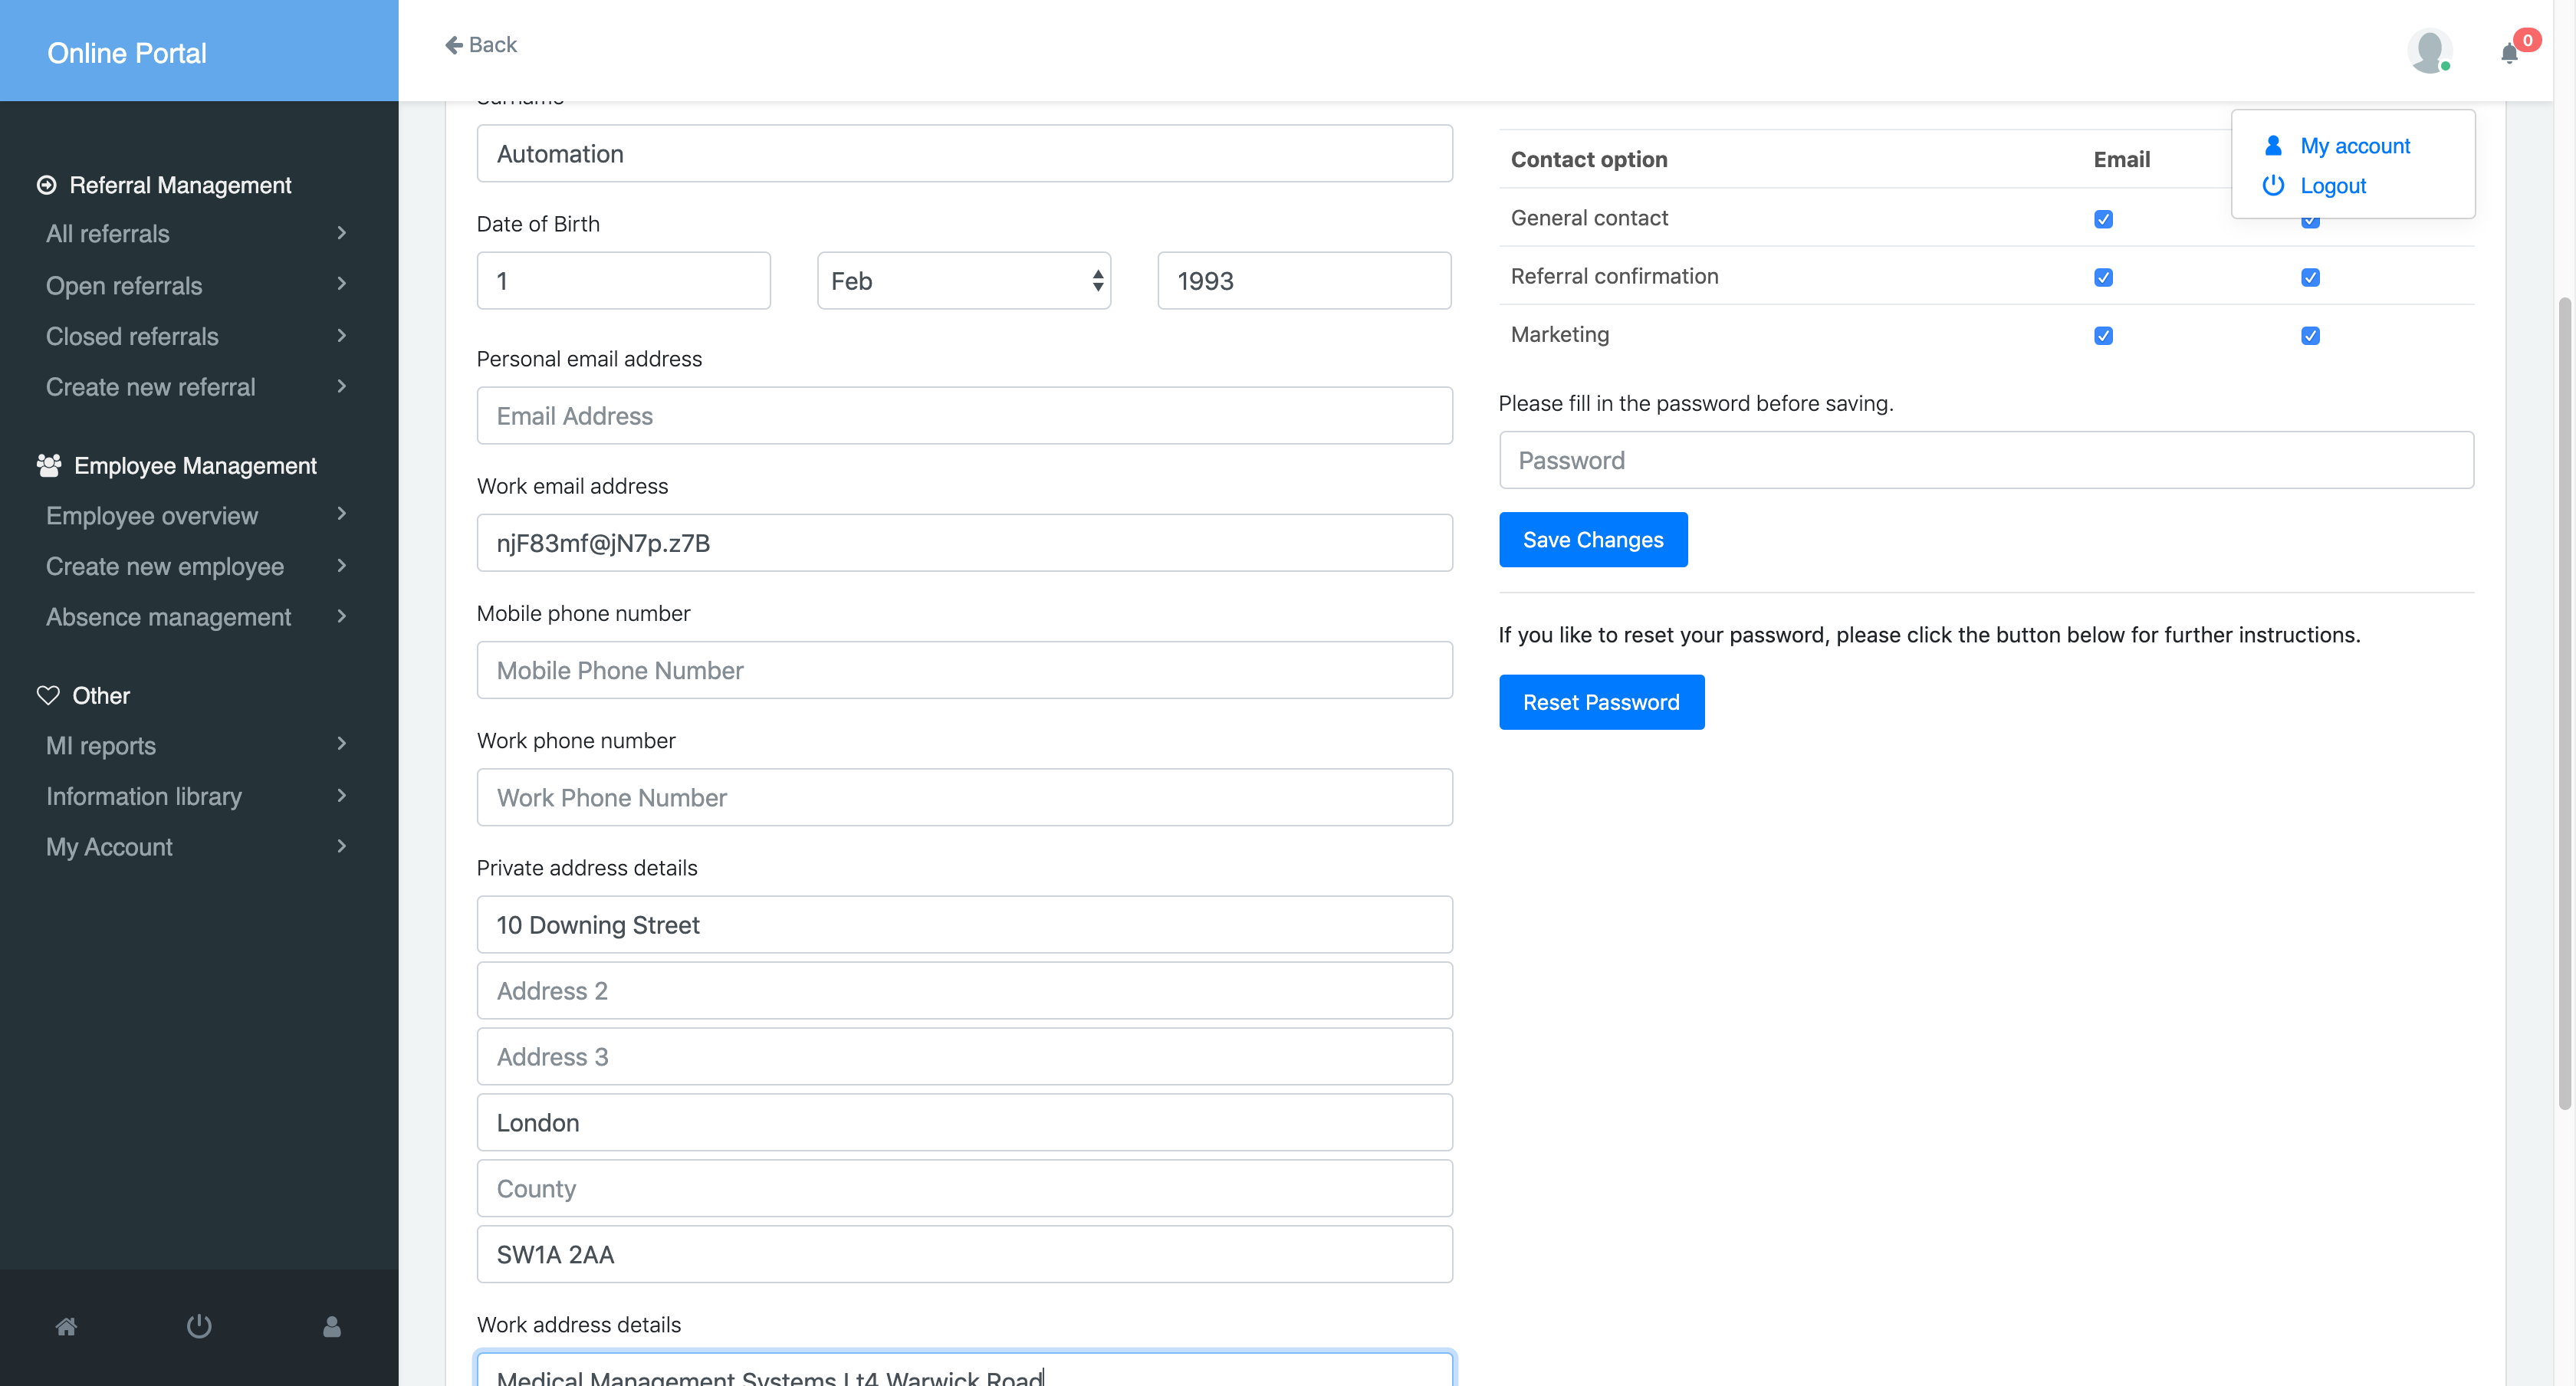 Online Portal
Back
0
My account
Logout
Referral Management
All referrals
Open referrals
Closed referrals
Create new referral
Employee Management
Employee overview
Create new employee
Absence management
Other
MI reports
Information library
My Account
Surname
Automation
Date of Birth
1 Feb 1993
Personal email address
Email Address
Work email address
njF83mf@jN7p.z7B
Mobile phone number
Mobile Phone Number
Work phone number
Work Phone Number
Private address details
10 Downing Street
Address 2
Address 3
London
County
SW1A 2AA
Work address details
Medical Management Systems Lt4 Warwick Road
Contact option Email
General contact
Referral confirmation
Marketing
Please fill in the password before saving.
Password
Save Changes
If you like to reset your password, please click the button below for further instructions.
Reset Password